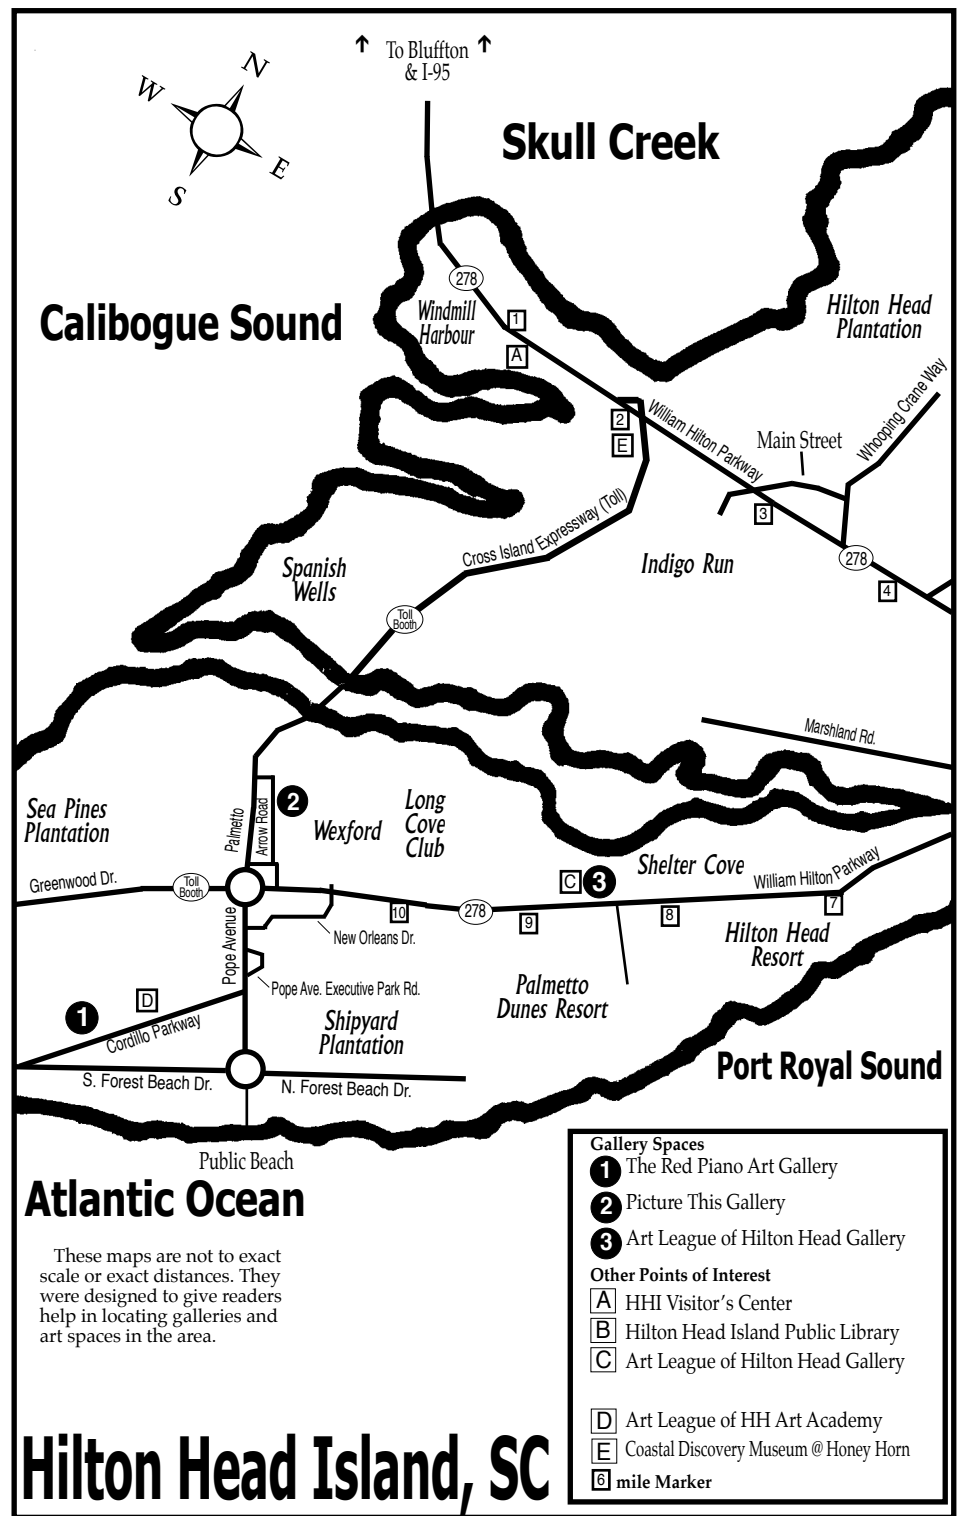 To Bluffton
& I-95
N
W
E
S
Skull Creek
278
Windmill
Harbour
Calibogue Sound
Hilton Head
Plantation
1
A
2
E
William Hilton Parkway
Main Street
Whooping Crane Way
3
278
4
Cross Island Expressway (Toll)
Indigo Run
Spanish
Wells
Toll
Booth
Marshland Rd.
Sea Pines
Plantation
Palmetto
Arrow Road
2
Wexford
Long
Cove
Club
Shelter Cove
C
3
William Hilton Parkway
Greenwood Dr.
Toll
Booth
10
278
9
8
7
New Orleans Dr.
Pope Avenue
Hilton Head
Resort
Pope Ave. Executive Park Rd.
Palmetto
Dunes Resort
D
1
Cordillo Parkway
Shipyard
Plantation
S. Forest Beach Dr.
N. Forest Beach Dr.
Port Royal Sound
Public Beach
Atlantic Ocean
These maps are not to exact
scale or exact distances. They
were designed to give readers
help in locating galleries and
art spaces in the area.
Gallery Spaces
1 The Red Piano Art Gallery
2 Picture This Gallery
3 Art League of Hilton Head Gallery
Other Points of Interest
A HHI Visitor's Center
B Hilton Head Island Public Library
C Art League of Hilton Head Gallery
D Art League of HH Art Academy
E Coastal Discovery Museum @ Honey Horn
6 mile Marker
Hilton Head Island, SC